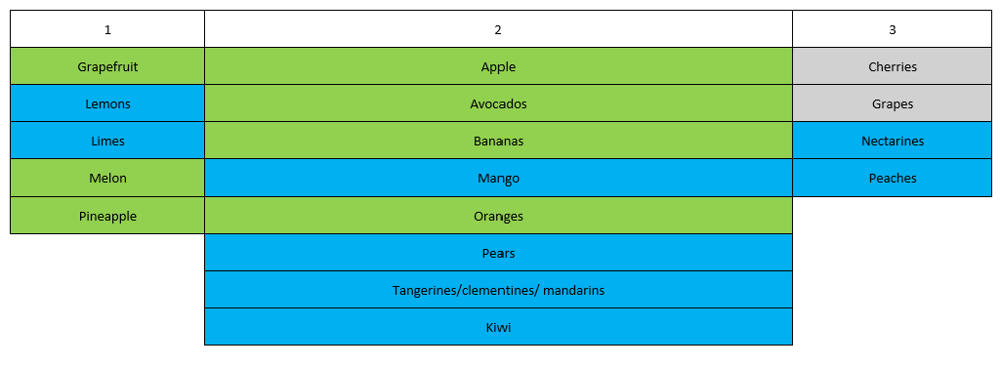 1 2 3
Grapefruit Apple Cherries
Lemons Avocados Grapes
Limes Bananas Nectarines
Melon Mango Peaches
Pineapple Oranges
Pears
Tangerines/clementines/ mandarins
Kiwi